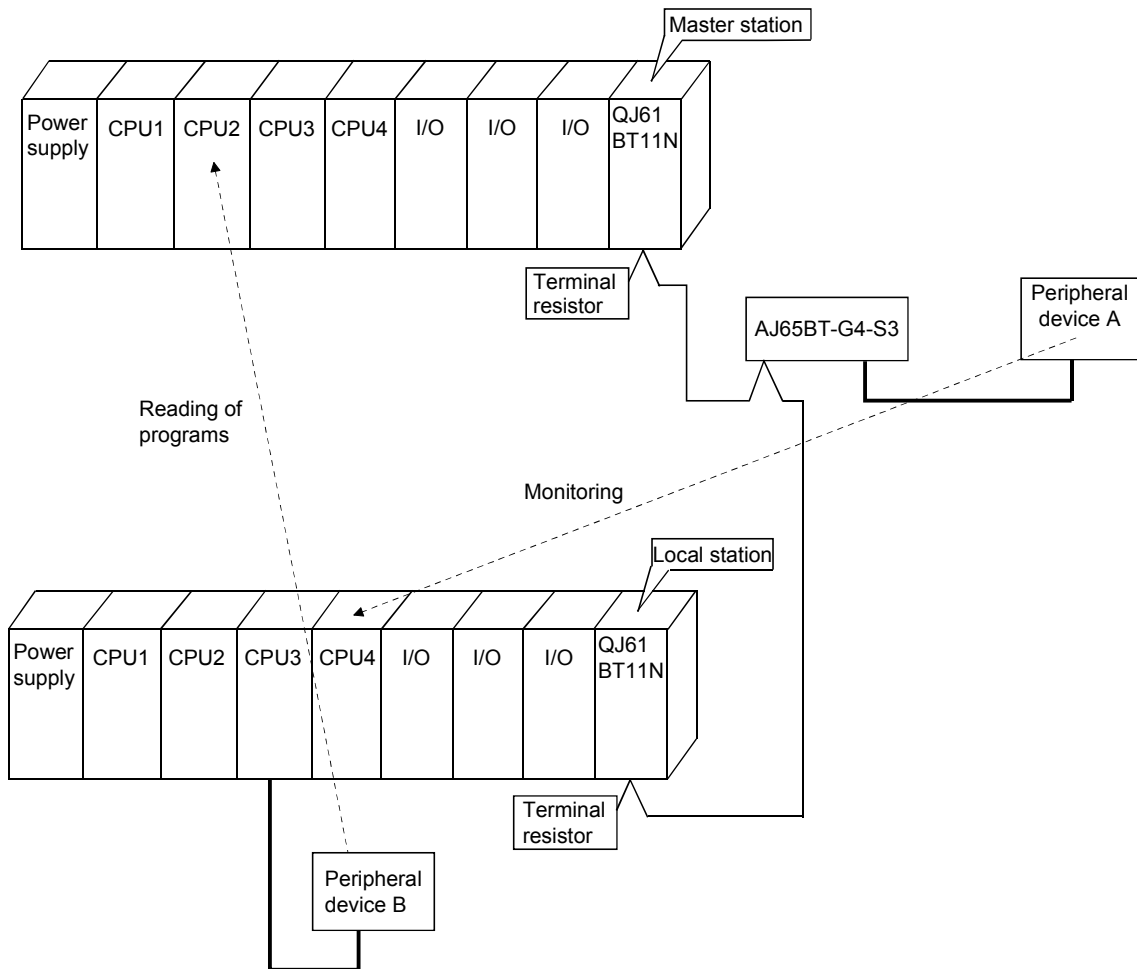 Master station
Power
supply
CPU1
CPU2
CPU3
CPU4
I/O
I/O
I/O
QJ61
BT11N
Terminal
resistor
AJ65BT-G4-S3
Peripheral
device A
Reading of
programs
Monitoring
Local station
Power
supply
CPU1
CPU2
CPU3
CPU4
I/O
I/O
I/O
QJ61
BT11N
Terminal
resistor
Peripheral
device B